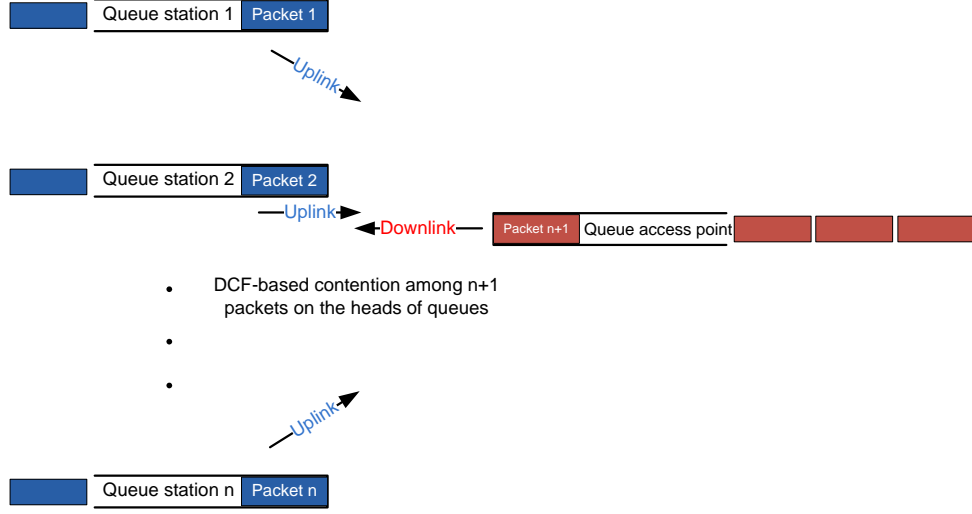 Queue station 1 Packet 1
Uplink
Queue station 2 Packet 2
Uplink
Downlink
Packet n+1 Queue access point
DCF-based contention among n+1
packets on the heads of queues
Uplink
Queue station n Packet n